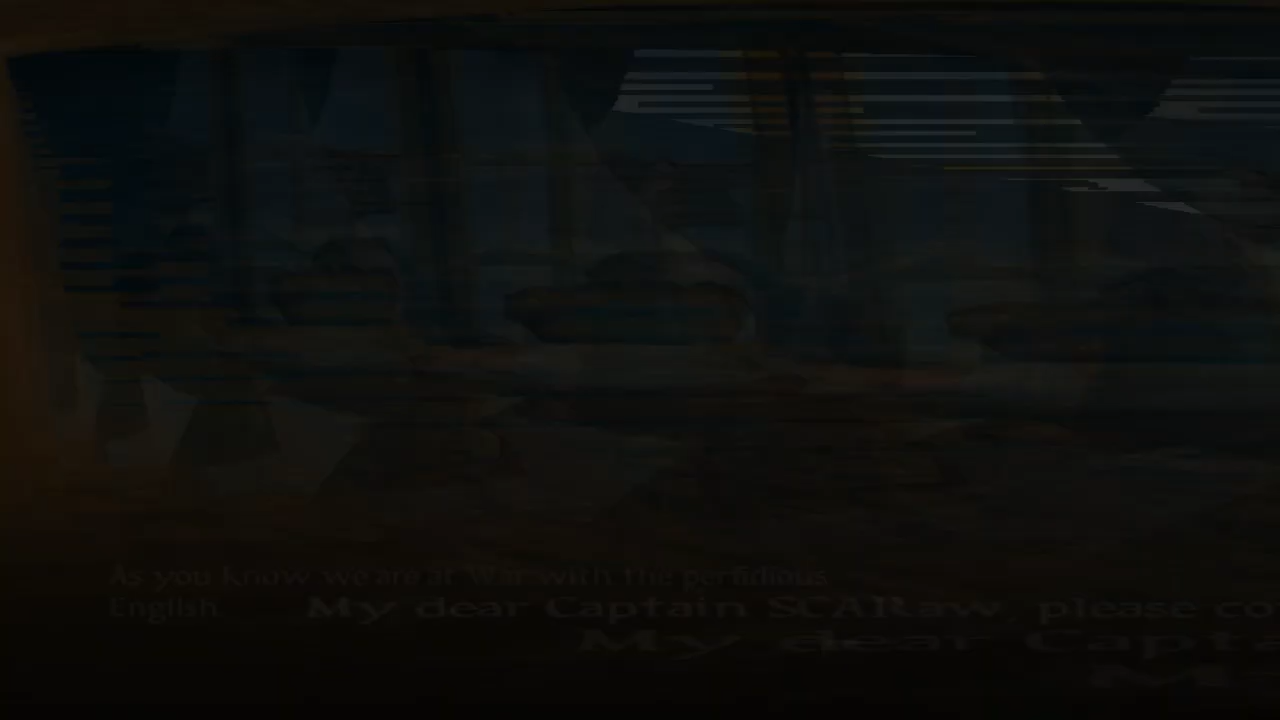 As you know we are at War with the perfidious
English.
My dear Captain SCARaw, please co
My dear Capta
M